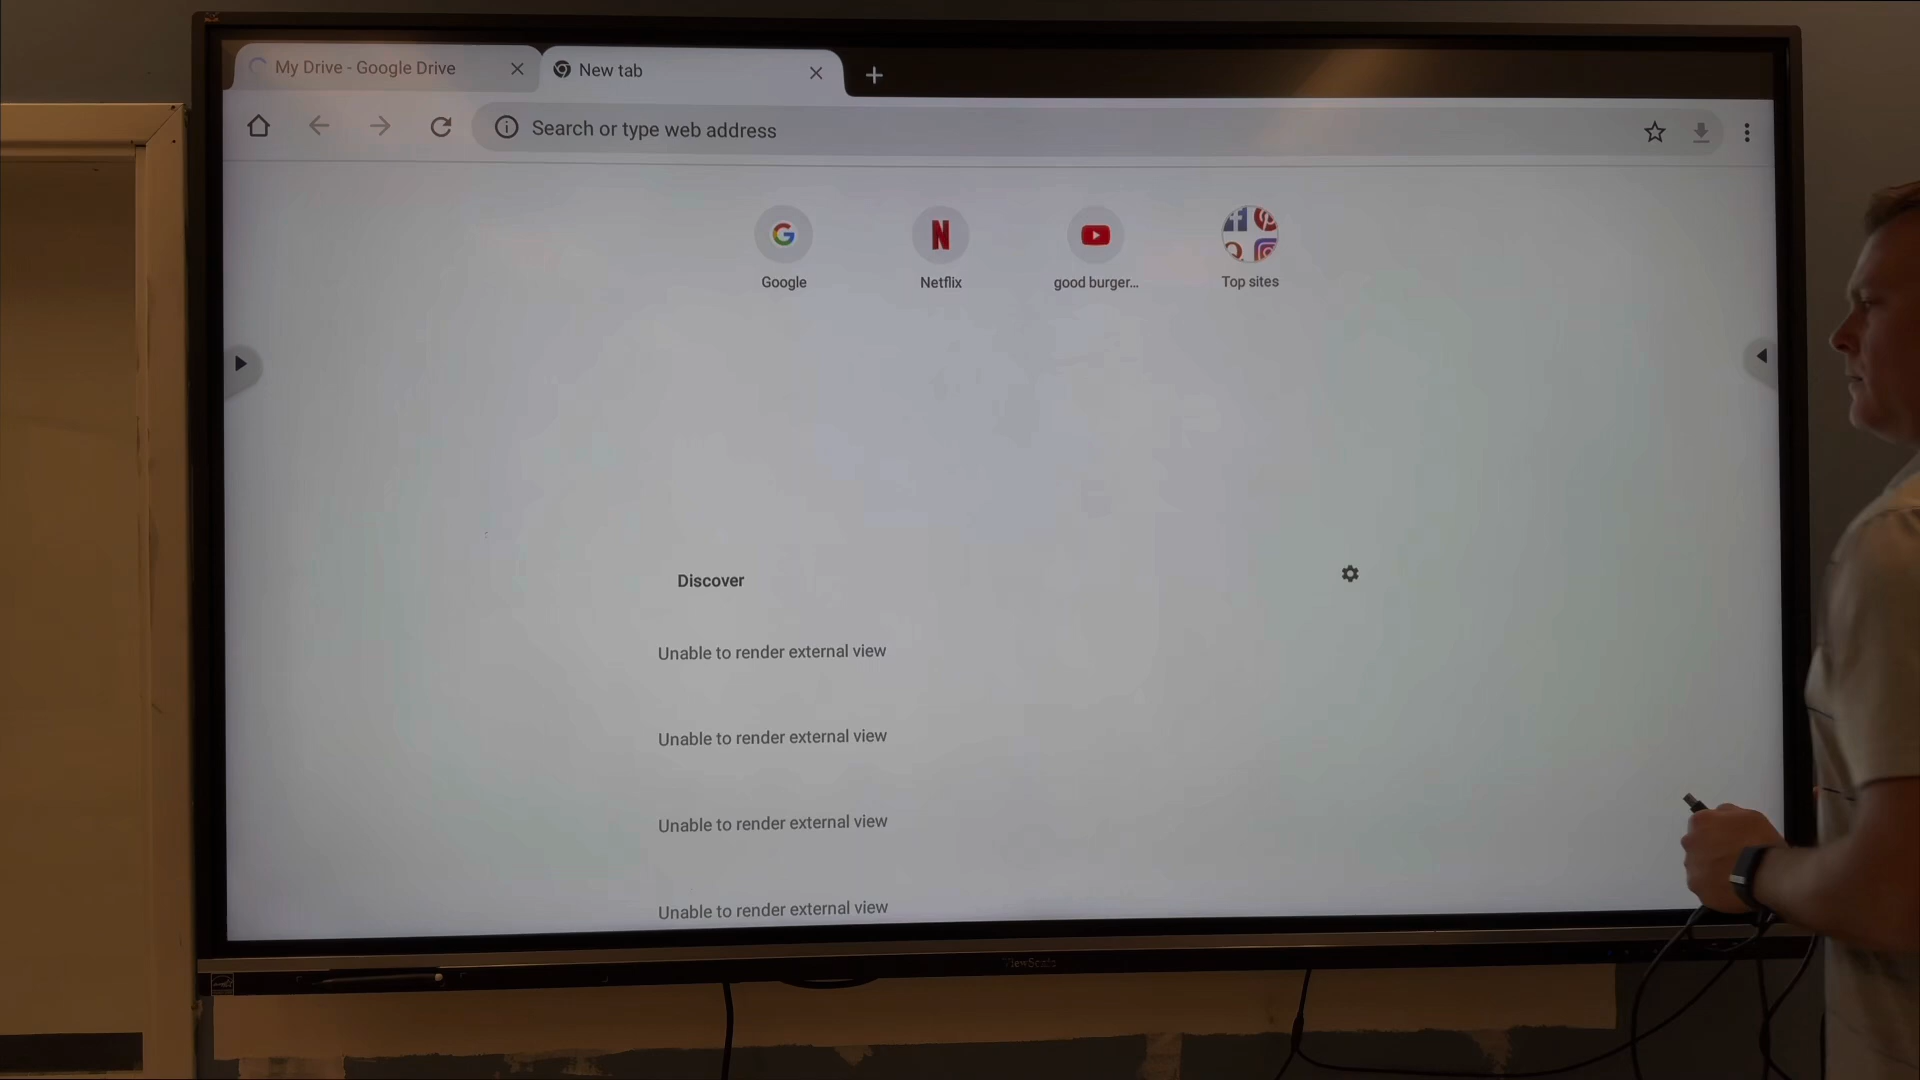 My Drive - Google Drive
New tab
Search or type web address
Google
Netflix
good burger...
Top sites
Discover
Unable to render external view
Unable to render external view
Unable to render external view
Unable to render external view
ViewSonic